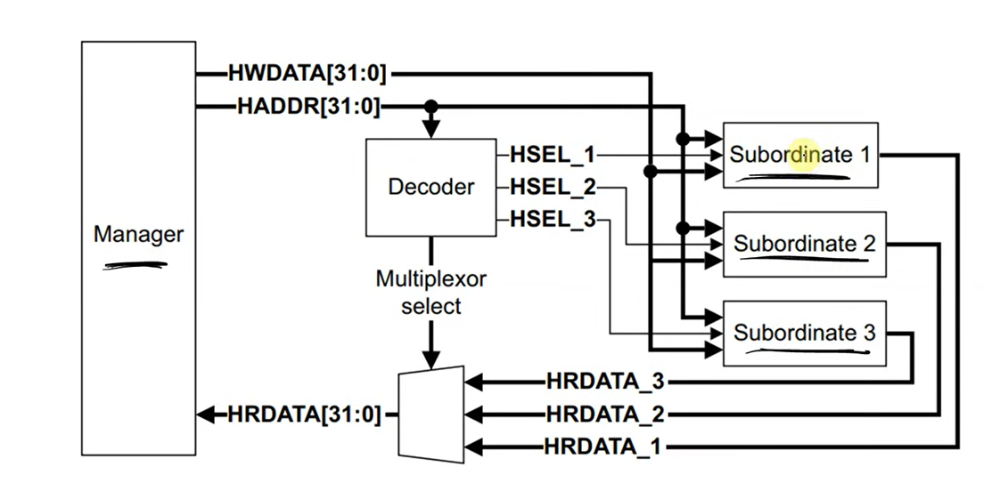 HWDATA[31:0]
HADDR[31:0]
HSEL_1
Subordinate 1
Decoder
HSEL_2
HSEL_3
Manager
Subordinate 2
Multiplexor
select
Subordinate 3
HRDATA_3
HRDATA[31:0]
HRDATA_2
HRDATA_1